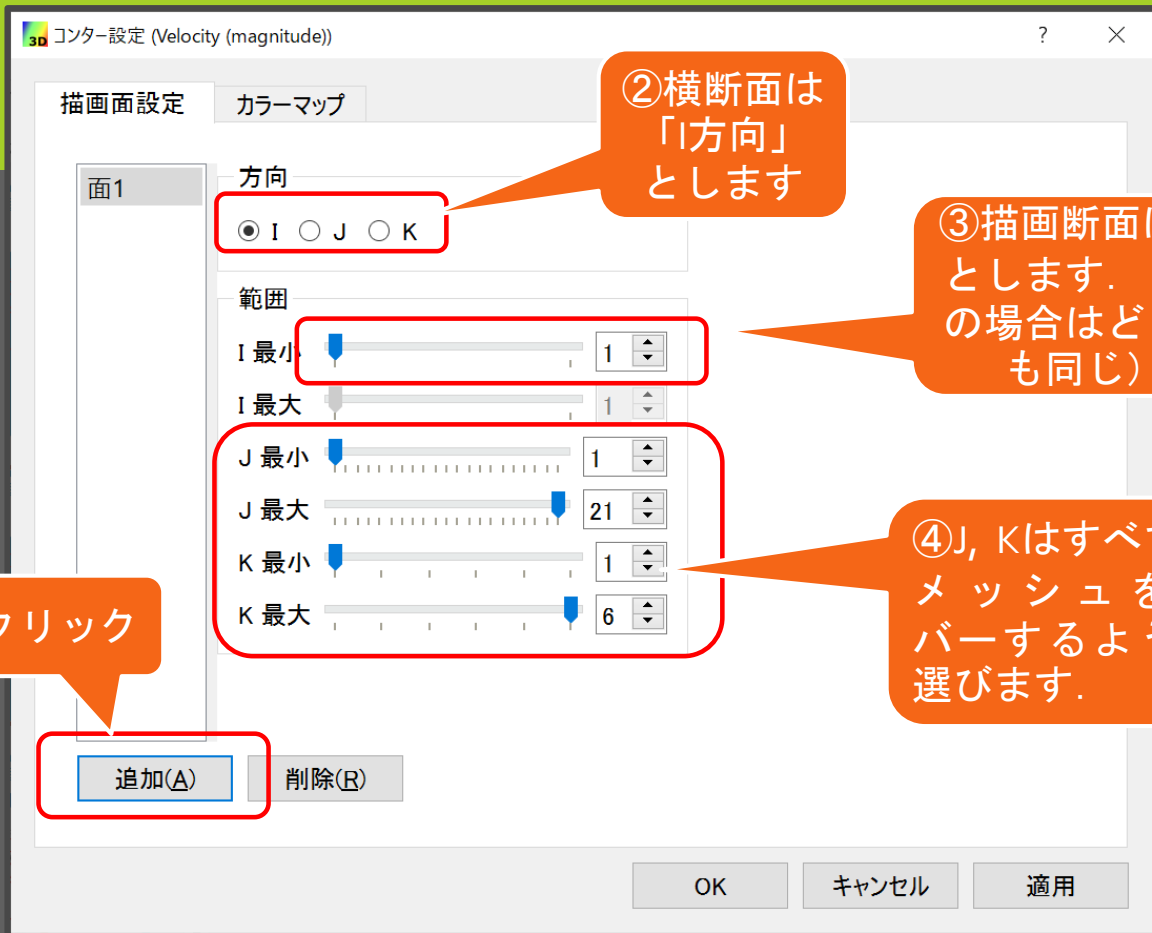 3D コンター設定 (Velocity (magnitude)) ?
描画面設定 カラーマップ
②横断面は
「I方向」
とします
面1
方向
I J K
③描画断面
とします.
の場合はど
も同じ）
範囲
I 最小 1
I 最大 1
J 最小 1
J 最大 21
K 最小 1
K 最大 6
④J, Kはすべ
メッシュを
バーするよ
選びます.
クリック
追加(A) 削除(R)
OK キャンセル 適用